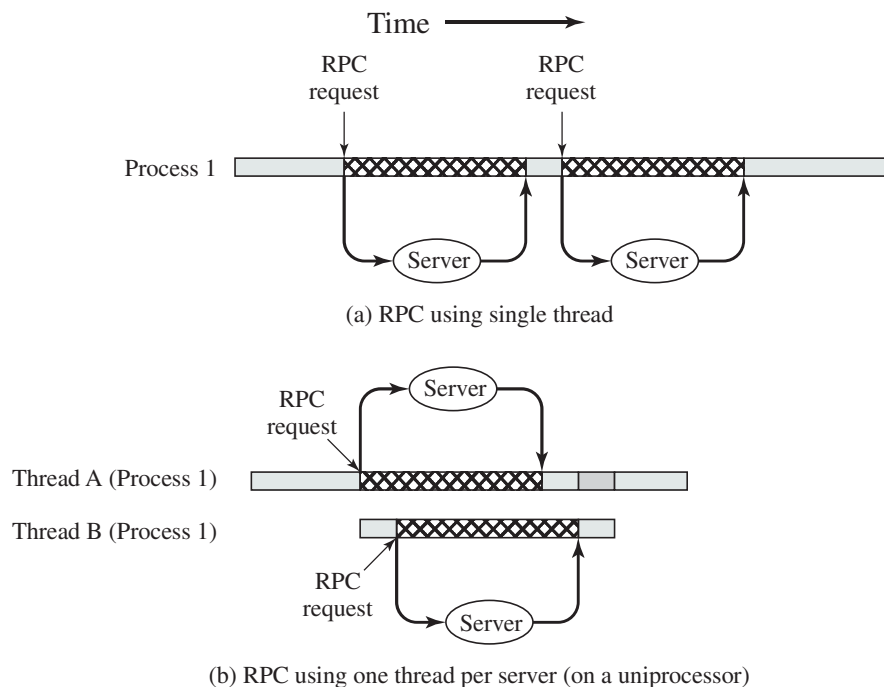 Time
RPC
request
RPC
request
Process 1
Server
Server
(a) RPC using single thread
Server
RPC
request
Thread A (Process 1)
Thread B (Process 1)
RPC
request
Server
(b) RPC using one thread per server (on a uniprocessor)